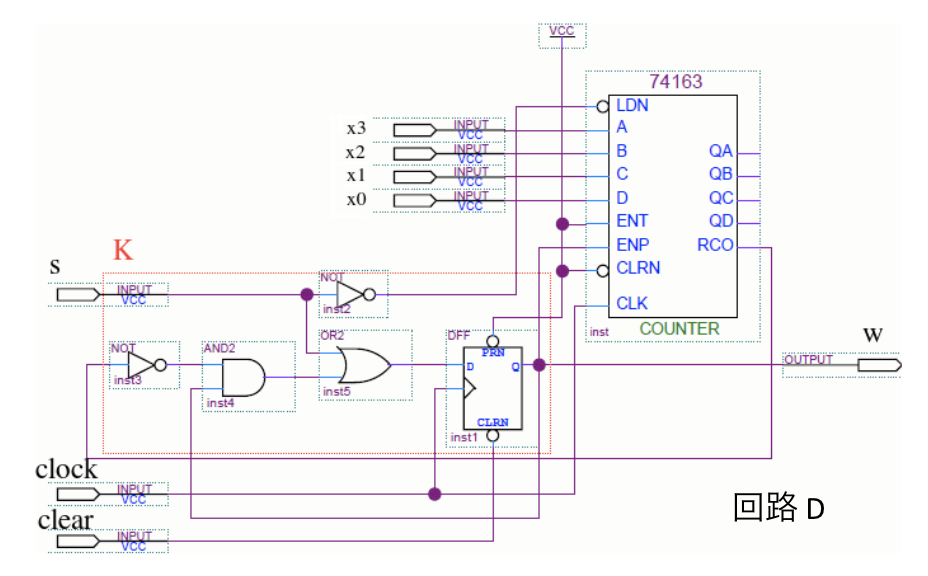 VCC
74163
LDN
x3
INPUT
VCC
A
x2
INPUT
VCC
B
QA
x1
INPUT
VCC
C
QB
x0
INPUT
VCC
D
QC
ENT
QD
K
ENP
RCO
s
CLRN
INPUT
VCC
NOT
inst2
CLK
inst
COUNTER
w
NOT
inst3
AND2
inst4
OR2
inst5
DFF
PRN
D
Q
CLRN
inst1
OUTPUT
clock
INPUT
VCC
clear
INPUT
VCC
回路 D